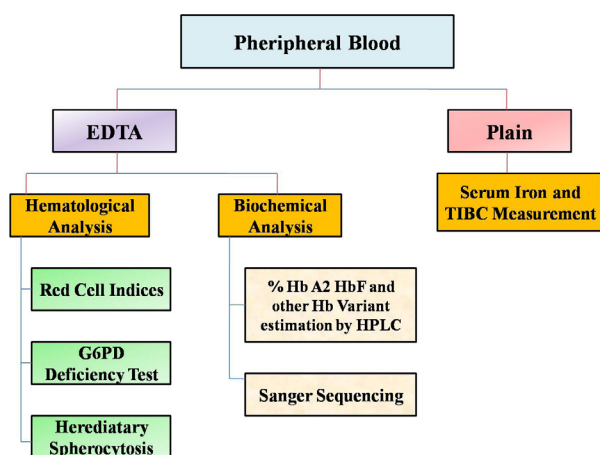 Pheripheral Blood
EDTA
Plain
Hematological
Analysis
Biochemical
Analysis
Serum Iron and
TIBC Measurement
Red Cell Indices
% Hb A2 HbF and
other Hb Variant
estimation by HPLC
G6PD
Deficiency Test
Sanger Sequencing
Hereditary
Spherocytosis